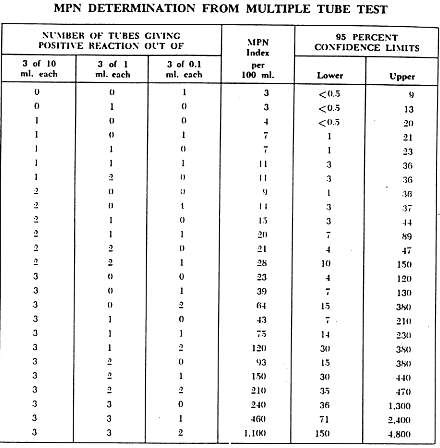 MPN DETERMINATION FROM MULTIPLE TUBE TEST
NUMBER OF TUBES GIVING
POSITIVE REACTION OUT OF
MPN
Index
per
100 ml.
95 PERCENT
CONFIDENCE LIMITS
3 of 10
ml. each
3 of 1
ml. each
3 of 0.1
ml. each
Lower
Upper
0 0 1 3 <0.5 9
0 1 0 3 <0.5 13
1 0 0 4 <0.5 20
1 0 1 7 1 21
1 1 0 7 1 23
1 1 1 11 3 36
1 2 0 11 3 36
2 0 0 9 1 36
2 0 1 14 3 37
2 1 0 15 3 44
2 1 1 20 7 89
2 2 0 21 4 47
2 2 1 28 10 150
3 0 0 23 4 120
3 0 1 39 7 130
3 0 2 64 15 380
3 1 0 43 7 210
3 1 1 75 14 230
3 1 2 120 30 380
3 2 0 93 15 380
3 2 1 150 30 440
3 2 2 210 35 470
3 3 0 240 36 1,300
3 3 1 460 71 2,400
3 3 2 1,100 150 4,800